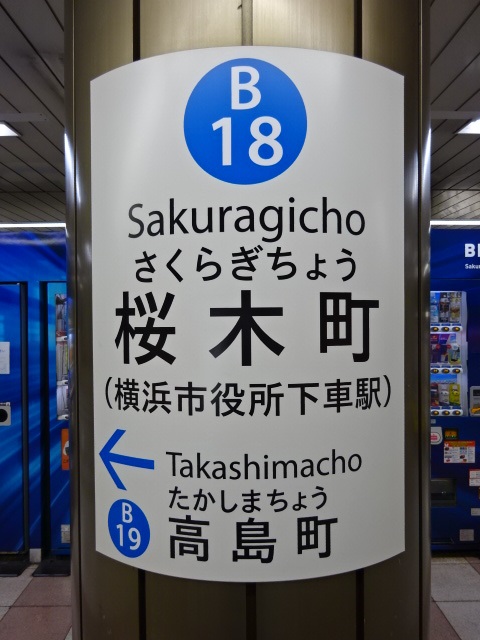 B
18
Sakuragicho
さくらぎちょう
桜木町
(横浜市役所下車駅)
← Takashimacho
たかしまちょう
B
19
高島町